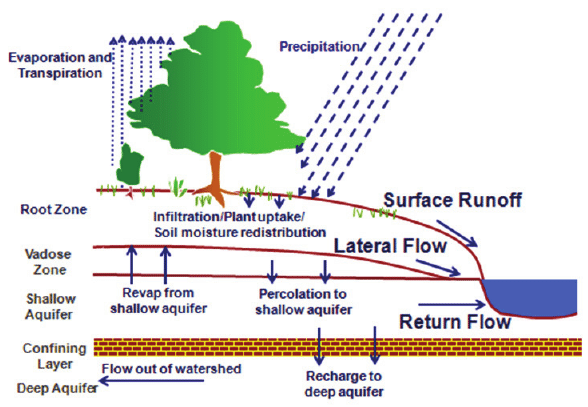 Precipitation
Evaporation and
Transpiration
Root Zone
Infiltration/Plant uptake/
Soil moisture redistribution
Surface Runoff
Vadose
Zone
Lateral Flow
Shallow
Aquifer
Revap from
shallow aquifer
Percolation to
shallow aquifer
Return Flow
Confining
Layer
Deep Aquifer
Flow out of watershed
Recharge to
deep aquifer